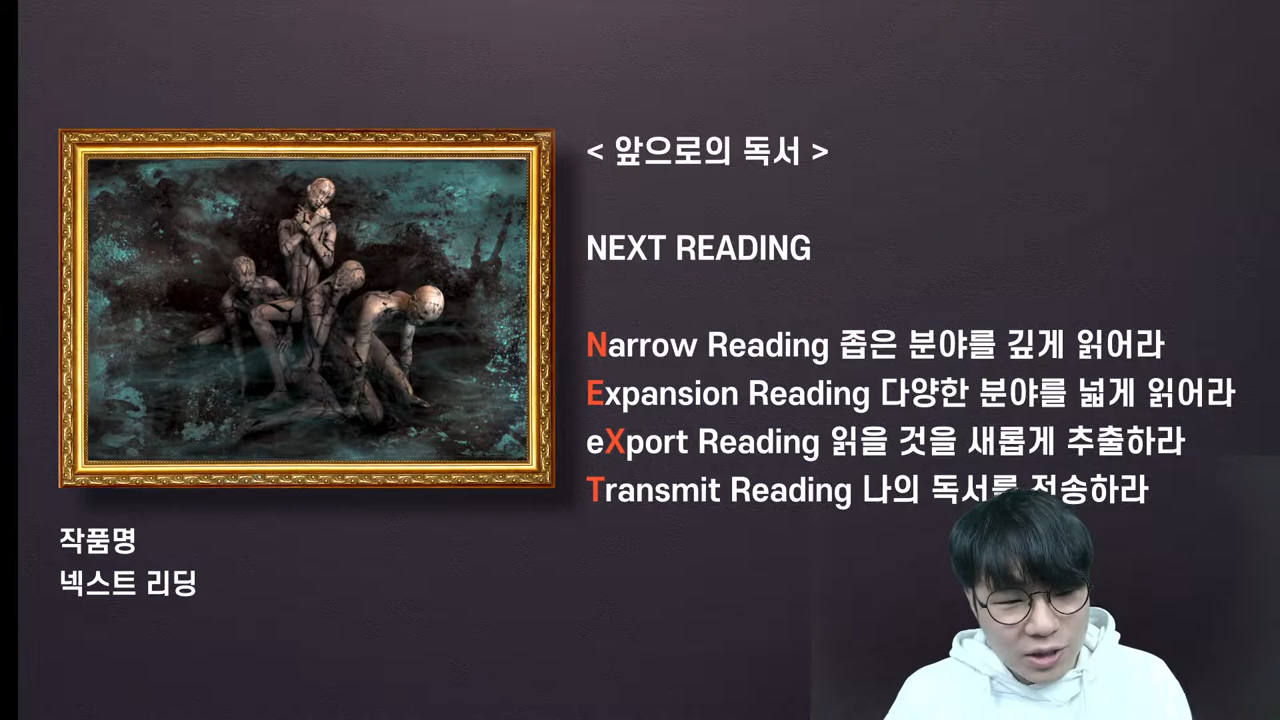 < 앞으로의 독서 >
NEXT READING
Narrow Reading 좁은 분야를 깊게 읽어라
Expansion Reading 다양한 분야를 넓게 읽어라
eXport Reading 읽을 것을 새롭게 추출하라
Transmit Reading 나의 독서를 전송하라
작품명
넥스트 리딩